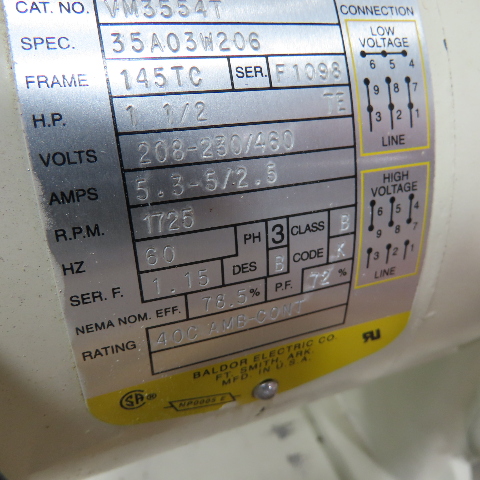 CAT. NO. VM3554T
SPEC. 35A03W206
FRAME 145TC SER. F1098
H.P. 1 1/2 TE
VOLTS 208-230/460
AMPS 5.3-5/2.5
R.P.M. 1725
HZ 60 PH 3 CLASS B
SER. F. 1.15 DES B CODE K
NEMA NOM. EFF. 78.5% P.F. 72%
RATING 40C AMB-CONT
CONNECTION
LOW
VOLTAGE
6 5 4
9 8 7
3 2 1
LINE
HIGH
VOLTAGE
6 5 4
9 8 7
3 2 1
LINE
BALDOR ELECTRIC CO.
FT. SMITH, ARK.
MFD. IN U.S.A.
SA